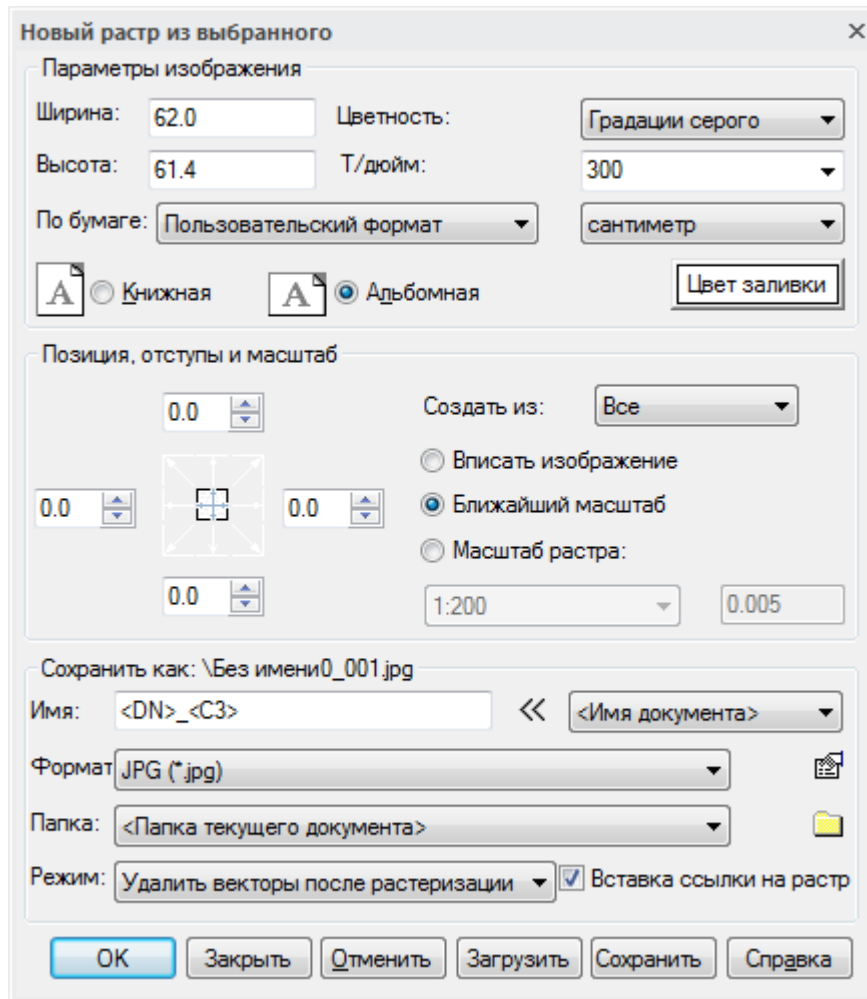 Новый растр из выбранного
Параметры изображения
Ширина: 62.0 Цветность: Градации серого
Высота: 61.4 Т/дюйм: 300
По бумаге: Пользовательский формат сантиметр
A Книжная A Альбомная Цвет заливки
Позиция, отступы и масштаб
0.0 Создать из: Все
Вписать изображение
0.0 0.0 Ближайший масштаб
Масштаб растра:
0.0 1:200 0.005
Сохранить как: \Без имени0_001.jpg
Имя: <DN>_<C3> << <Имя документа>
Формат JPG (*.jpg)
Папка: <Папка текущего документа>
Режим: Удалить векторы после растеризации Вставка ссылки на растр
OK Закрыть Отменить Загрузить Сохранить Справка